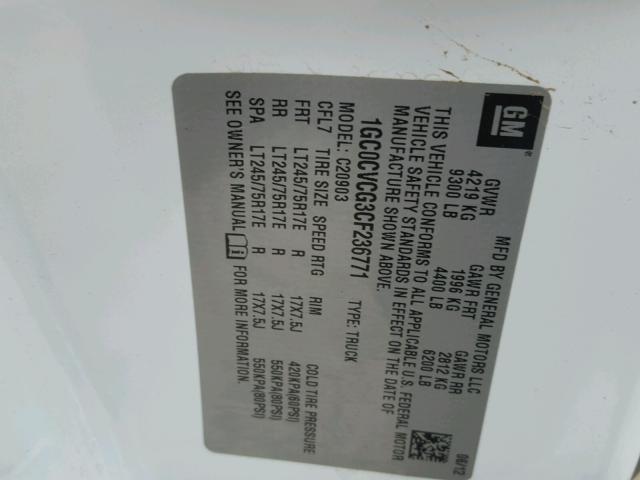 GM
MFD BY GENERAL MOTORS LLC 06/12
GVWR GAWR FRT GAWR RR
4219 KG 1996 KG 2812 KG
9300 LB 4400 LB 6200 LB
THIS VEHICLE CONFORMS TO ALL APPLICABLE U.S. FEDERAL MOTOR
VEHICLE SAFETY STANDARDS IN EFFECT ON THE DATE OF
MANUFACTURE SHOWN ABOVE.
1GC0CVCG3CF236771
TYPE: TRUCK
MODEL: C20903
CFL7 TIRE SIZE SPEED RTG RIM COLD TIRE PRESSURE
FRT LT245/75R17E R 17X7.5J 420KPA(60PSI)
RR LT245/75R17E R 17X7.5J 550KPA(80PSI)
SPA LT245/75R17E R 17X7.5J 550KPA(80PSI)
SEE OWNER'S MANUAL FOR MORE INFORMATION.